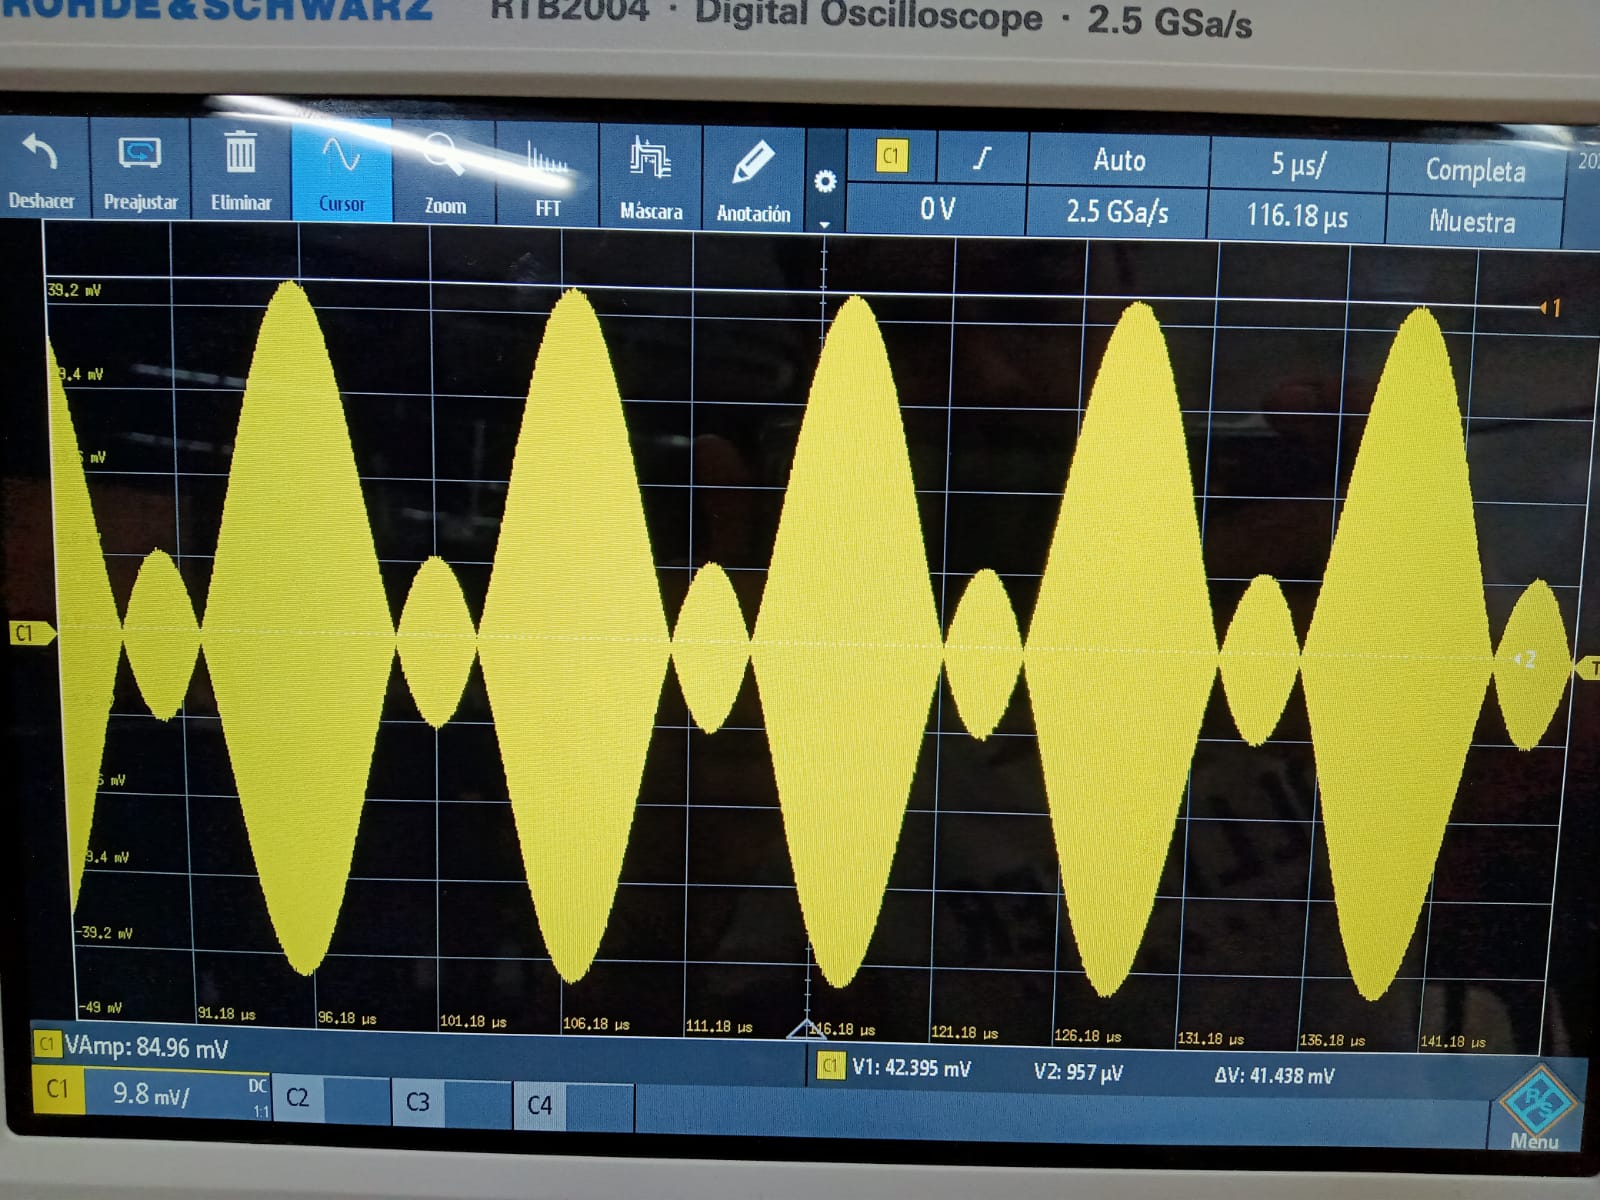 ROHDE & SCHWARZ RTB2004 · Digital Oscilloscope · 2.5 GSa/s
Deshacer Preajustar Eliminar Cursor Zoom FFT Máscara Anotación
C1 Auto 5 µs/ Completa 20
0 V 2.5 GSa/s 116.18 µs Muestra
39.2 mV
1
9.4 mV
mV
C1
2
T
mV
9.4 mV
-39.2 mV
-49 mV
91.18 µs 96.18 µs 101.18 µs 106.18 µs 111.18 µs 116.18 µs 121.18 µs 126.18 µs 131.18 µs 136.18 µs 141.18 µs
C1 VAmp: 84.96 mV
C1 V1: 42.395 mV V2: 957 µV ΔV: 41.438 mV
C1 9.8 mV/ DC 1:1 C2 C3 C4
R/S
Menu